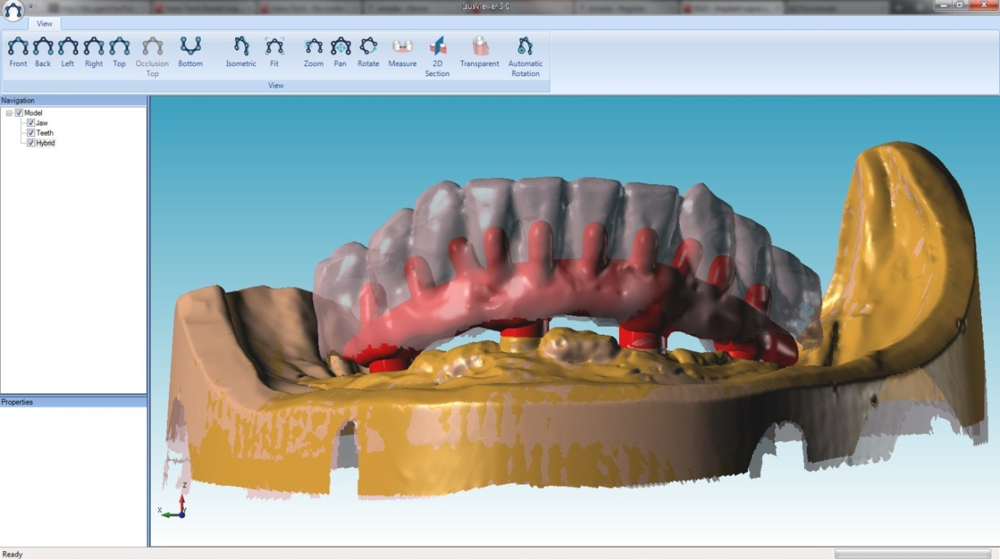 IsusViewer 3.0
View
Front Back Left Right Top Occlusion Top Bottom Isometric Fit Zoom Pan Rotate Measure 2D Section Transparent Automatic Rotation
View
Navigation
Model
Jaw
Teeth
Hybrid
Properties
Z
X Y
Ready